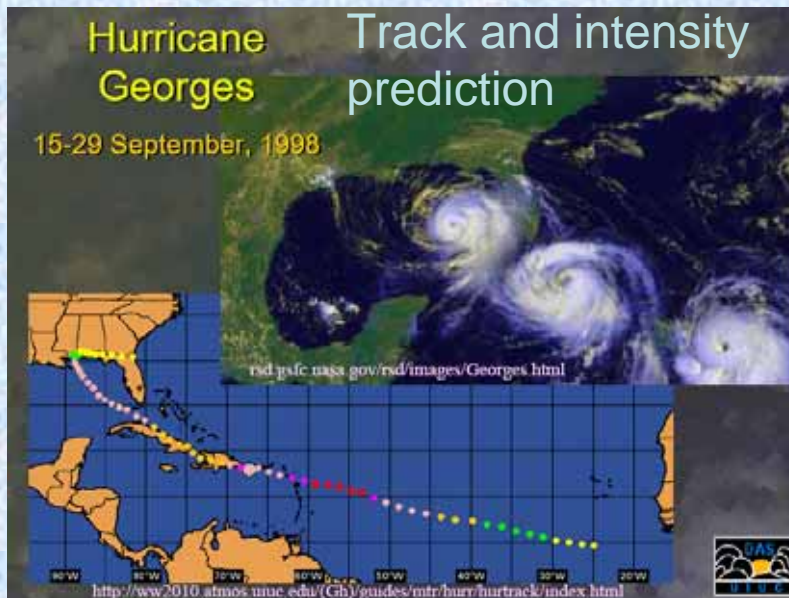 Hurricane
Georges
Track and intensity
prediction
15-29 September, 1998
rsd.gsfc.nasa.gov/rsd/images/Georges.html
90°W 80°W 70°W 60°W 50°W 40°W 30°W 20°W
http://ww2010.atmos.uiuc.edu/(Gh)/guides/mtr/hurr/hurtrack/index.html
DAS
UIUC